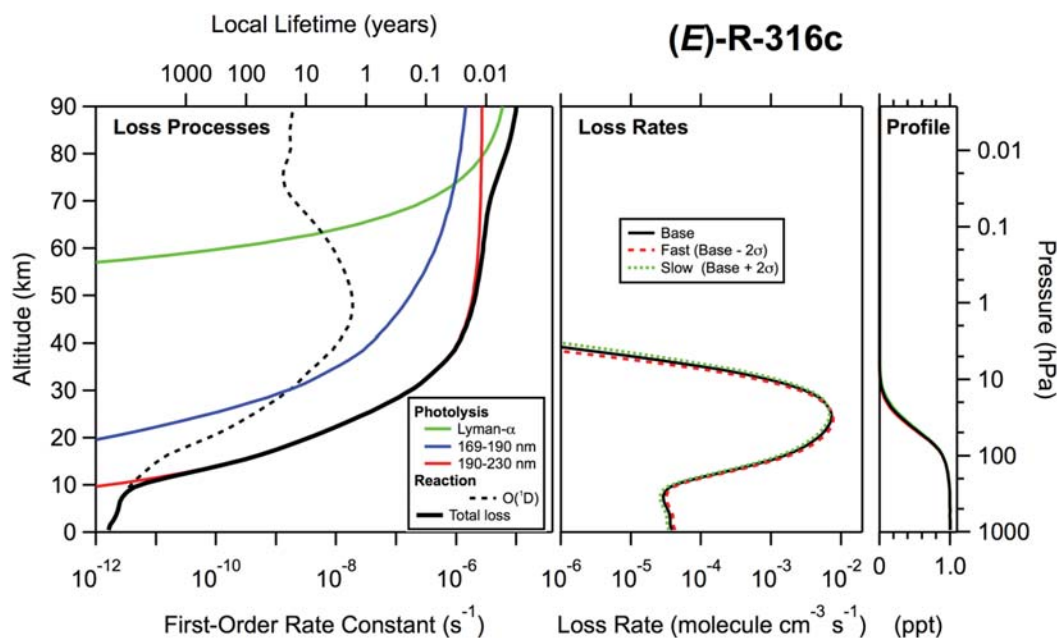 (E)-R-316c
Local Lifetime (years)
1000 100 10 1 0.1 0.01
Loss Processes
Loss Rates
Profile
90
80
70
60
50
40
30
20
10
0
Altitude (km)
Photolysis
Lyman-α
169-190 nm
190-230 nm
Reaction
O(¹D)
Total loss
Base
Fast (Base - 2σ)
Slow (Base + 2σ)
0.01
0.1
1
10
100
1000
Pressure (hPa)
10⁻¹² 10⁻¹⁰ 10⁻⁸ 10⁻⁶
10⁻⁶ 10⁻⁵ 10⁻⁴ 10⁻³ 10⁻²
0.0 1.0
First-Order Rate Constant (s⁻¹)
Loss Rate (molecule cm⁻³ s⁻¹)
(ppt)